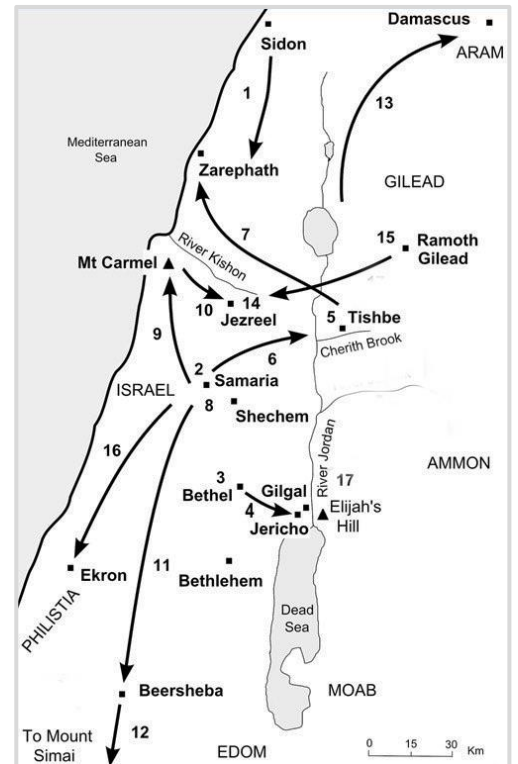 Damascus
Sidon
ARAM
1
13
Mediterranean
Sea
Zarephath
GILEAD
7
River Kishon
15
Ramoth
Gilead
Mt Carmel
10
14
Jezreel
5
Tishbe
Cherith Brook
9
6
2
Samaria
ISRAEL
8
Shechem
16
River Jordan
AMMON
3
17
Bethel
4
Gilgal
Jericho
Elijah's
Hill
11
Ekron
Bethlehem
PHILISTIA
Dead
Sea
Beersheba
MOAB
To Mount
Simai
12
EDOM
0 15 30
Km